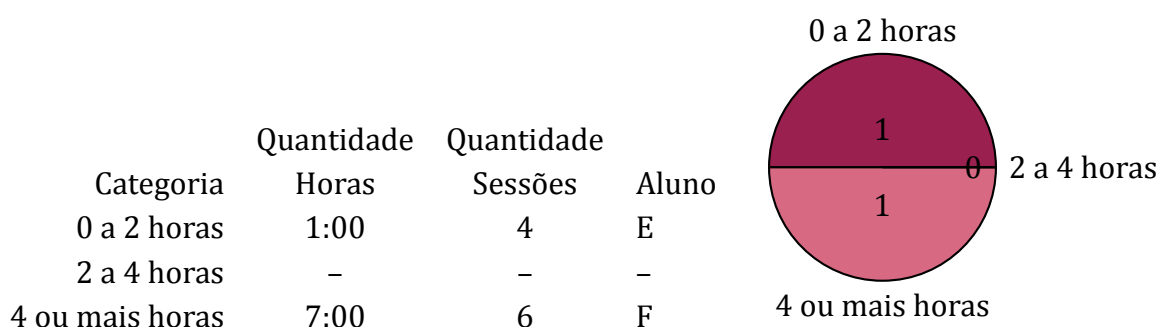 0 a 2 horas
1
0 2 a 4 horas
1
4 ou mais horas
Quantidade Quantidade
Categoria Horas Sessões Aluno
0 a 2 horas 1:00 4 E
2 a 4 horas – – –
4 ou mais horas 7:00 6 F